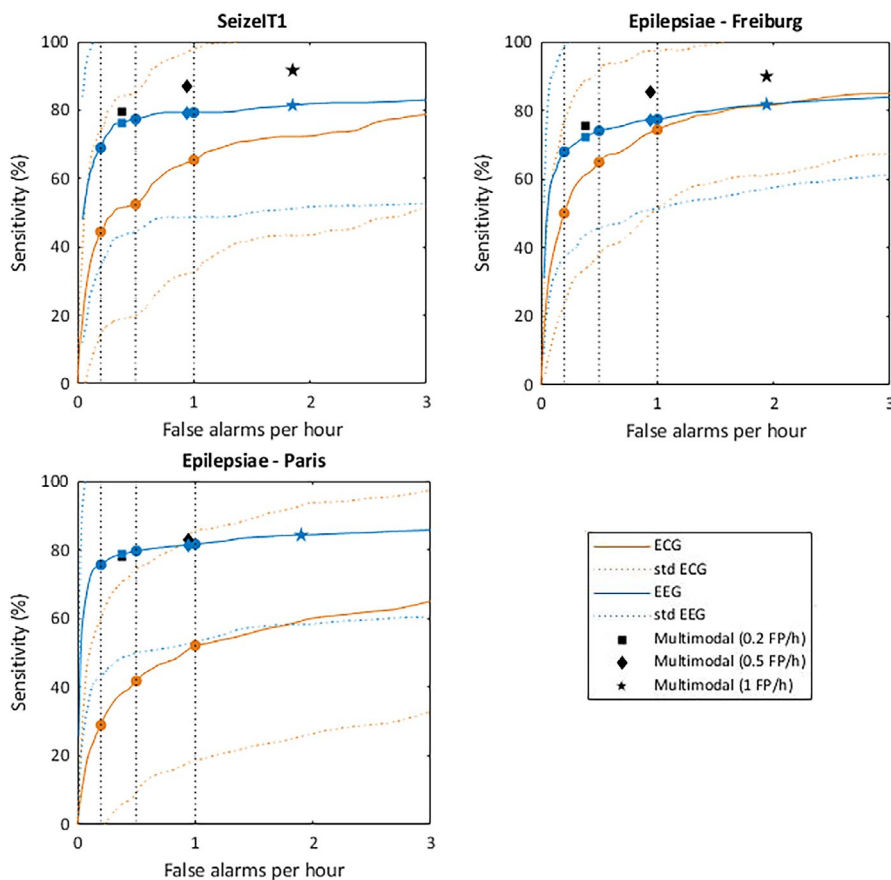 SeizeIT1
100
80
60
40
20
0
Sensitivity (%)
0 1 2 3
False alarms per hour
Epilepsiae - Freiburg
100
80
60
40
20
0
Sensitivity (%)
0 1 2 3
False alarms per hour
Epilepsiae - Paris
100
80
60
40
20
0
Sensitivity (%)
0 1 2 3
False alarms per hour
ECG
std ECG
EEG
std EEG
Multimodal (0.2 FP/h)
Multimodal (0.5 FP/h)
Multimodal (1 FP/h)